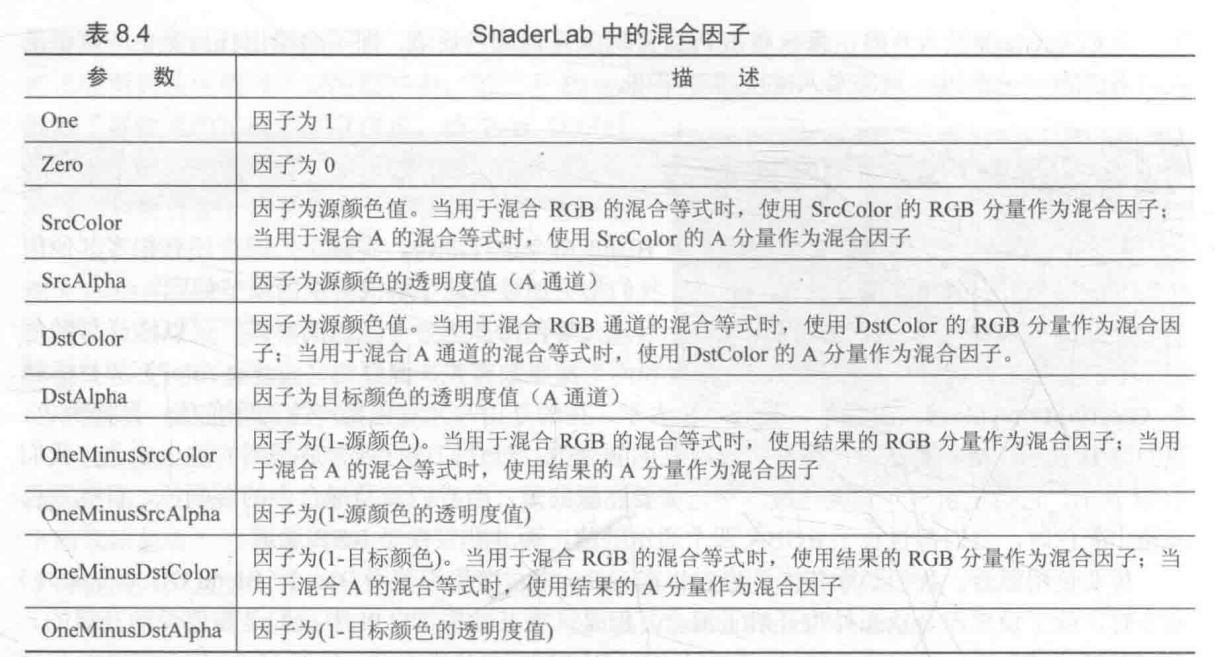 表 8.4 ShaderLab 中的混合因子
参 数 描 述
One 因子为 1
Zero 因子为 0
SrcColor 因子为源颜色值。当用于混合 RGB 的混合等式时，使用 SrcColor 的 RGB 分量作为混合因子；
当用于混合 A 的混合等式时，使用 SrcColor 的 A 分量作为混合因子
SrcAlpha 因子为源颜色的透明度值（A 通道）
DstColor 因子为源颜色值。当用于混合 RGB 通道的混合等式时，使用 DstColor 的 RGB 分量作为混合因
子；当用于混合 A 通道的混合等式时，使用 DstColor 的 A 分量作为混合因子。
DstAlpha 因子为目标颜色的透明度值（A 通道）
OneMinusSrcColor 因子为(1-源颜色)。当用于混合 RGB 的混合等式时，使用结果的 RGB 分量作为混合因子；当用
于混合 A 的混合等式时，使用结果的 A 分量作为混合因子
OneMinusSrcAlpha 因子为(1-源颜色的透明度值)
OneMinusDstColor 因子为(1-目标颜色)。当用于混合 RGB 的混合等式时，使用结果的 RGB 分量作为混合因子；当
用于混合 A 的混合等式时，使用结果的 A 分量作为混合因子
OneMinusDstAlpha 因子为(1-目标颜色的透明度值)